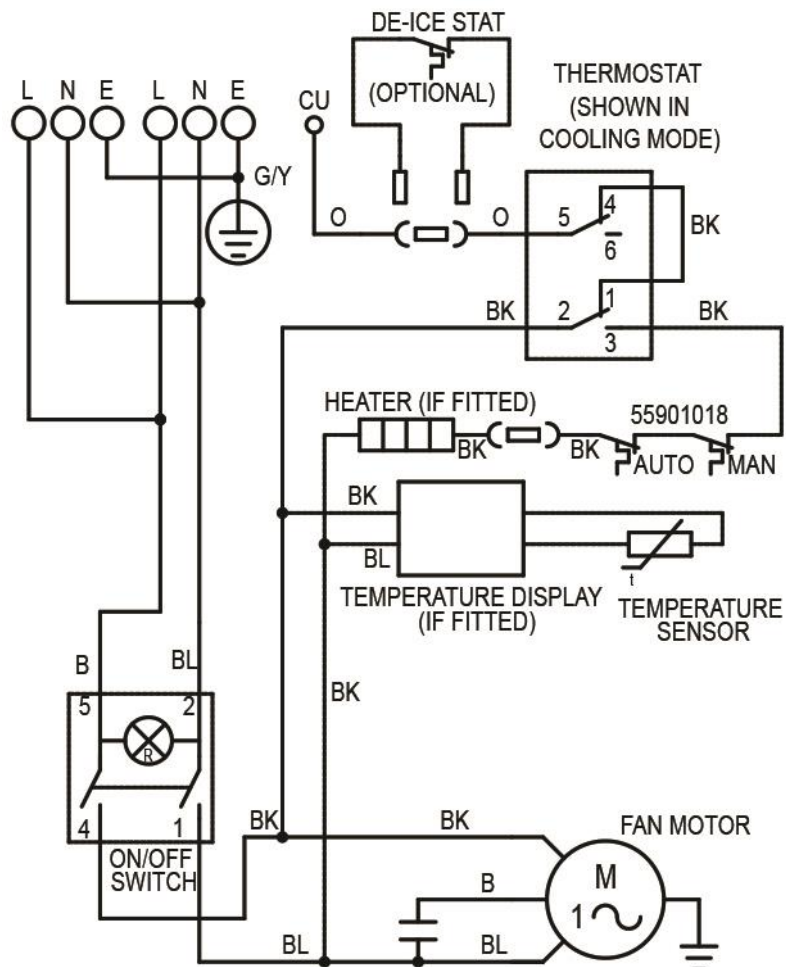 DE-ICE STAT
(OPTIONAL)
L N E L N E
CU
THERMOSTAT
(SHOWN IN
COOLING MODE)
G/Y
O O 5 4
6
BK
BK 2 1 BK
3
HEATER (IF FITTED)
55901018
BK BK AUTO MAN
BK
BL
t
TEMPERATURE DISPLAY
(IF FITTED)
TEMPERATURE
SENSOR
B BL
BK
5 2
R
4 1
ON/OFF
SWITCH
BK BK
FAN MOTOR
M
1
B
BL BL